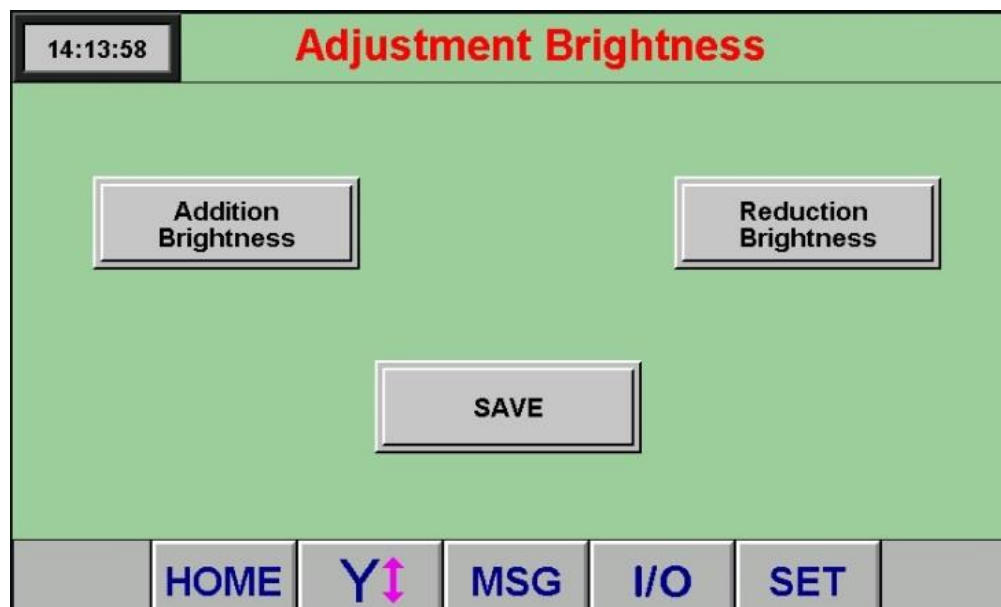 14:13:58
Adjustment Brightness
Addition
Brightness
Reduction
Brightness
SAVE
HOME
Y
MSG
I/O
SET